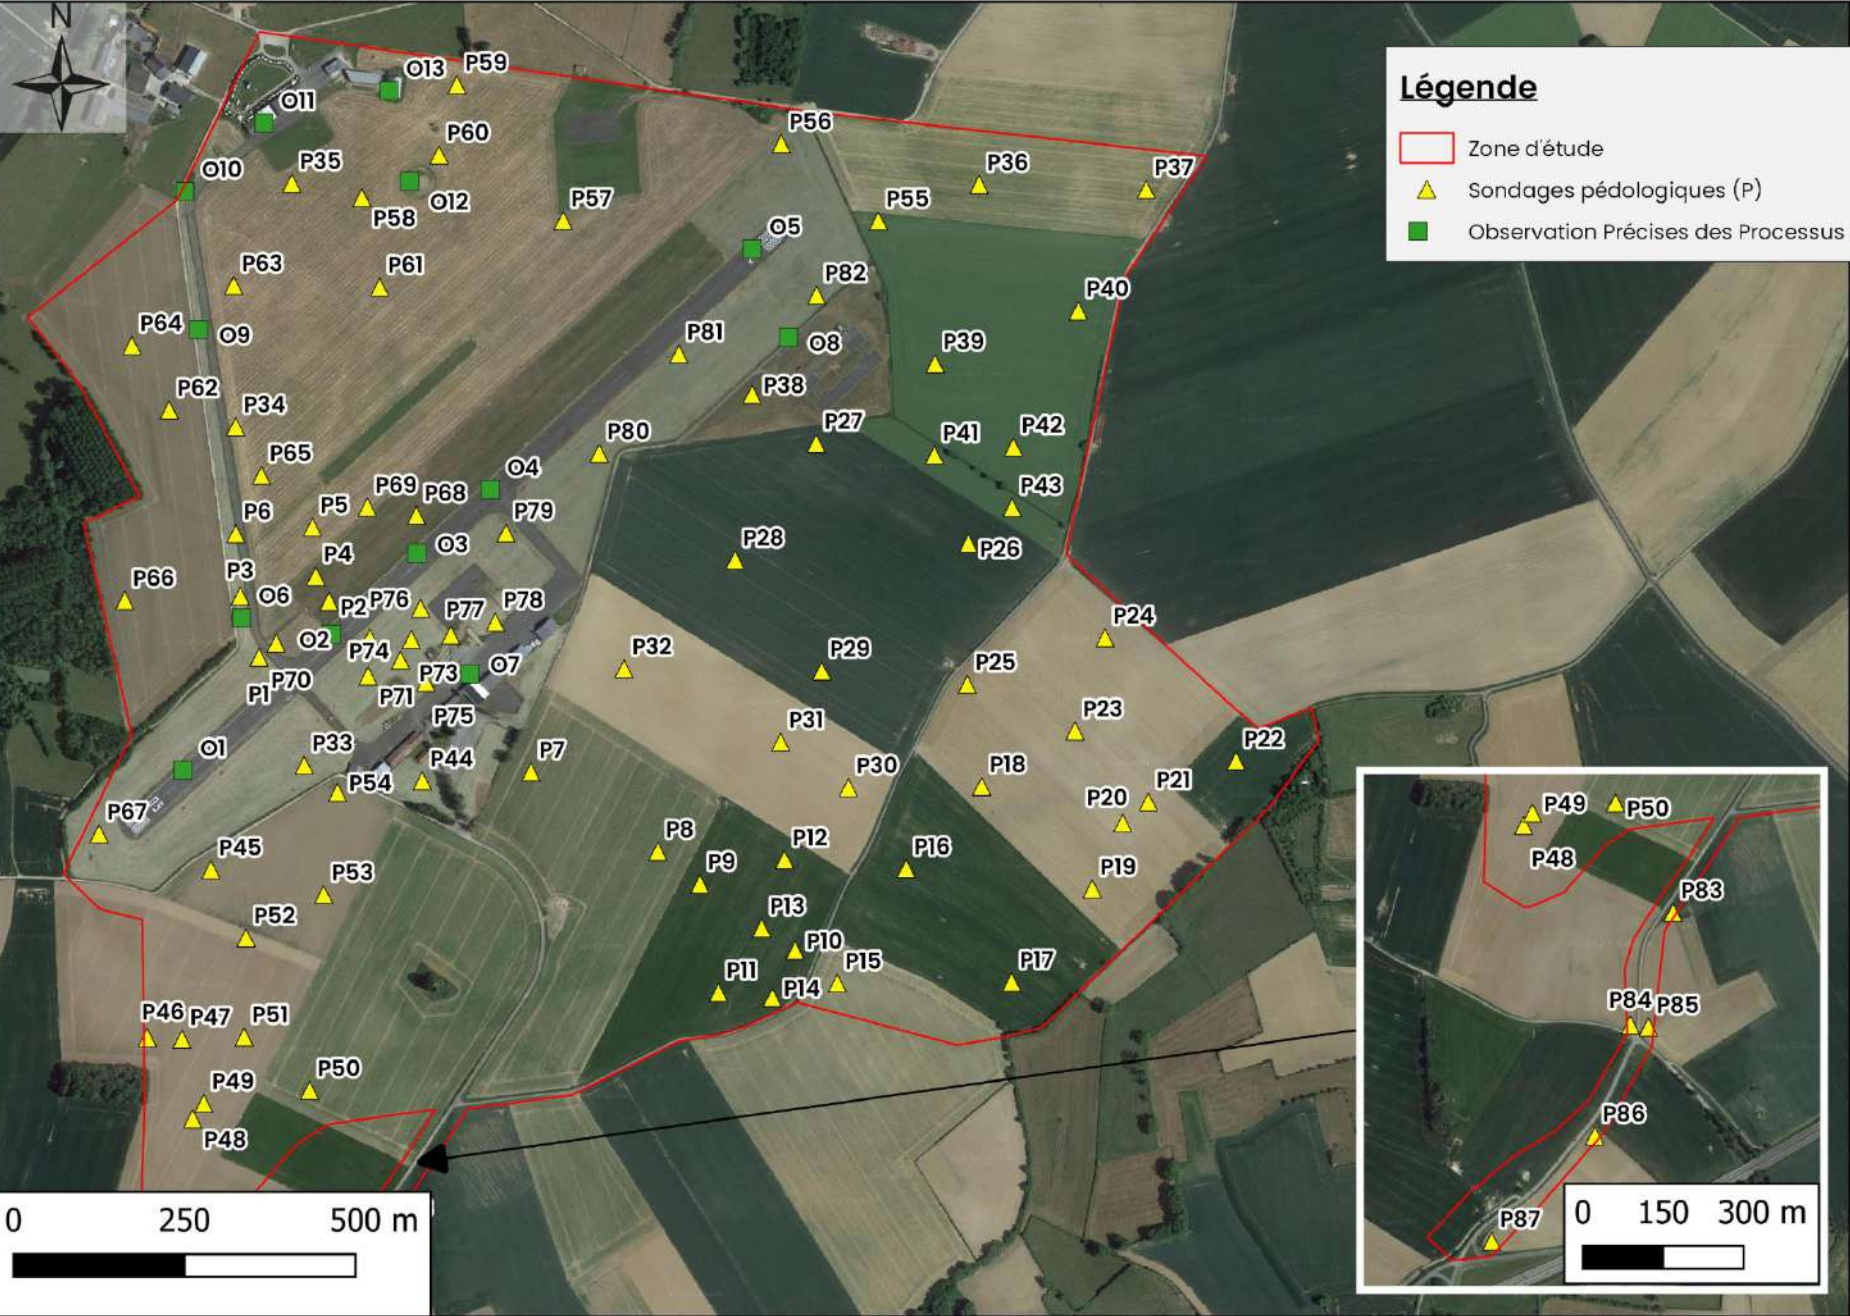 N
Légende
Zone d'étude
Sondages pédologiques (P)
Observation Précises des Processus
P59
O13
O11
P60
P56
O10
P35
P36
P37
O12
P58
P57
P55
O5
P63
P61
P82
P40
P64
O9
P81
O8
P39
P62
P34
P38
P80
P27
P41
P42
P65
O4
P69
P68
P43
P6
P5
P79
O3
P26
P28
P4
P3
P66
O6
P2
P76
P77
P78
P24
O2
P74
P32
P29
P25
P73
O7
P1
P70
P71
P75
P23
O1
P33
P7
P31
P22
P54
P44
P30
P18
P21
P20
P67
P8
P12
P16
P45
P9
P19
P53
P52
P13
P10
P11
P15
P17
P14
P46
P47
P51
P50
P49
P48
P49
P50
P48
P83
P84
P85
P86
P87
0 150 300 m
0 250 500 m